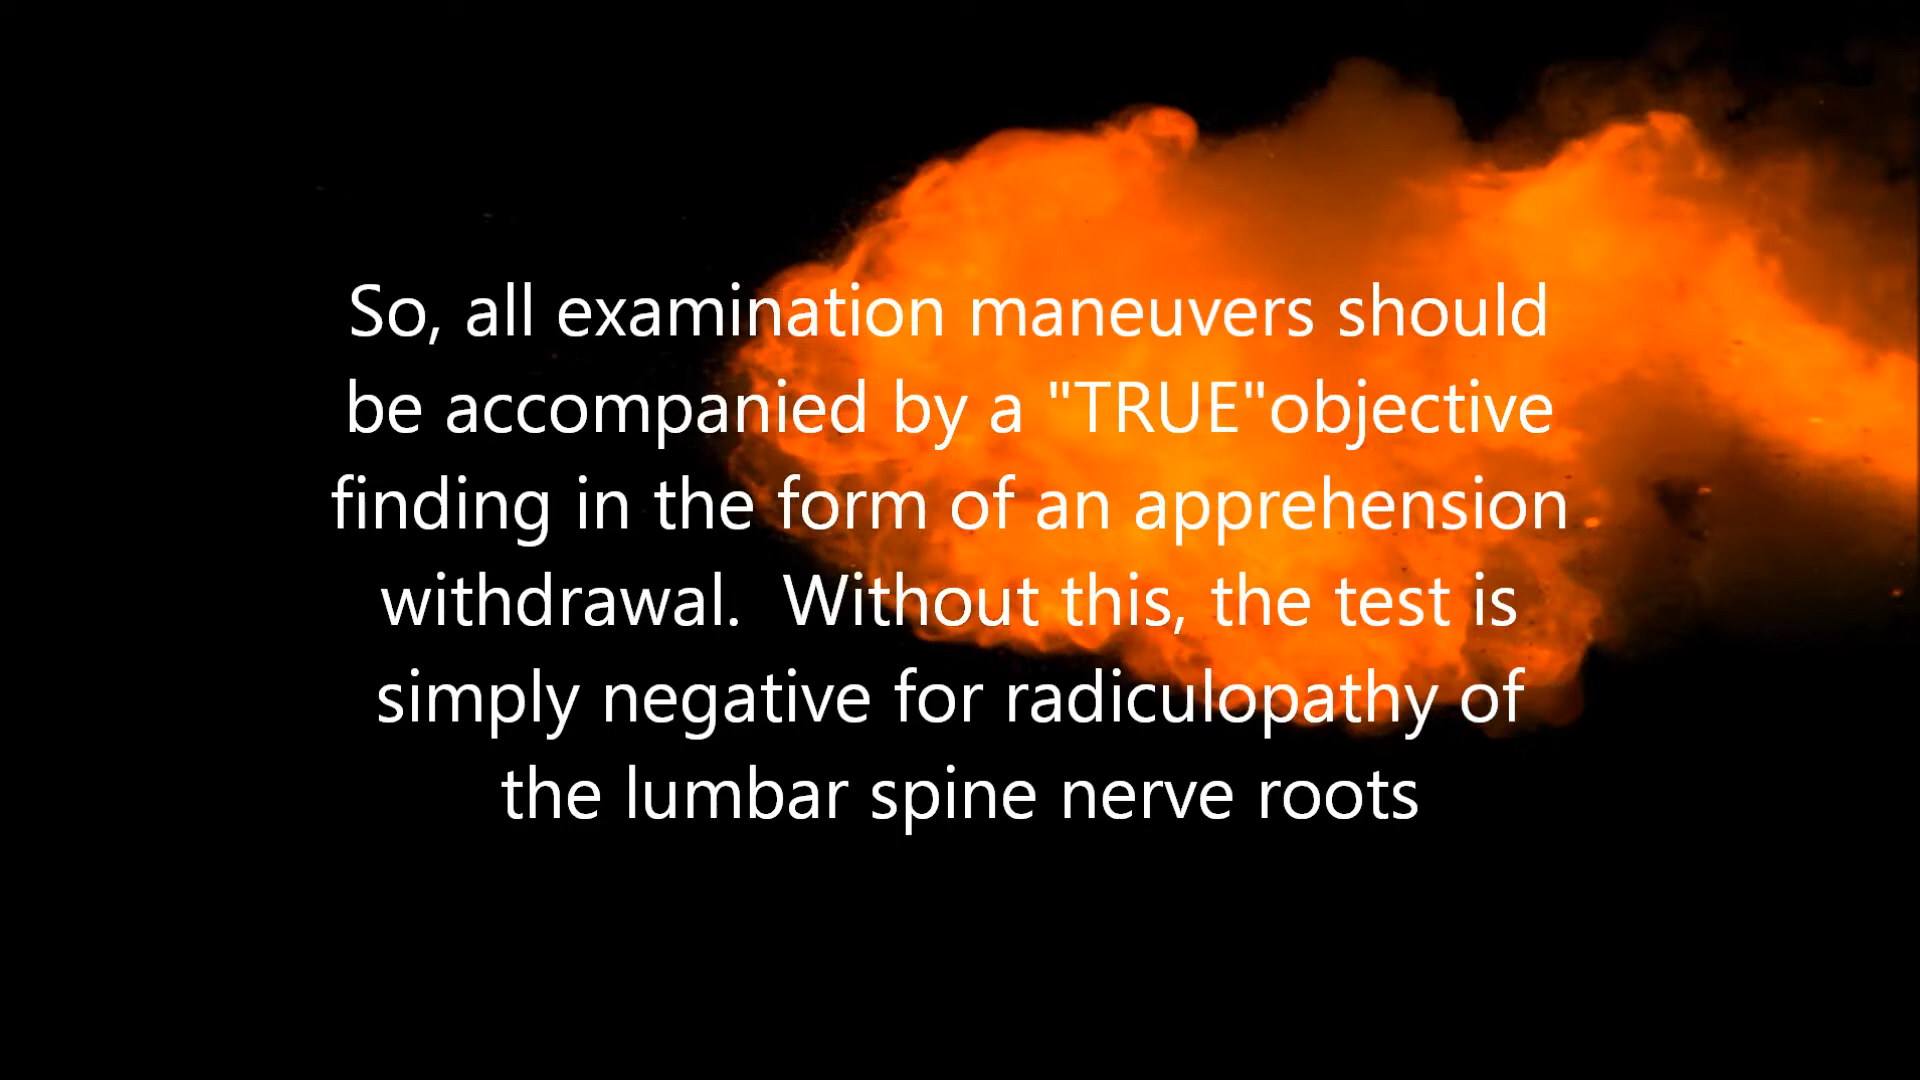 So, all examination maneuvers should
be accompanied by a "TRUE"objective
finding in the form of an apprehension
withdrawal.  Without this, the test is
simply negative for radiculopathy of
the lumbar spine nerve roots